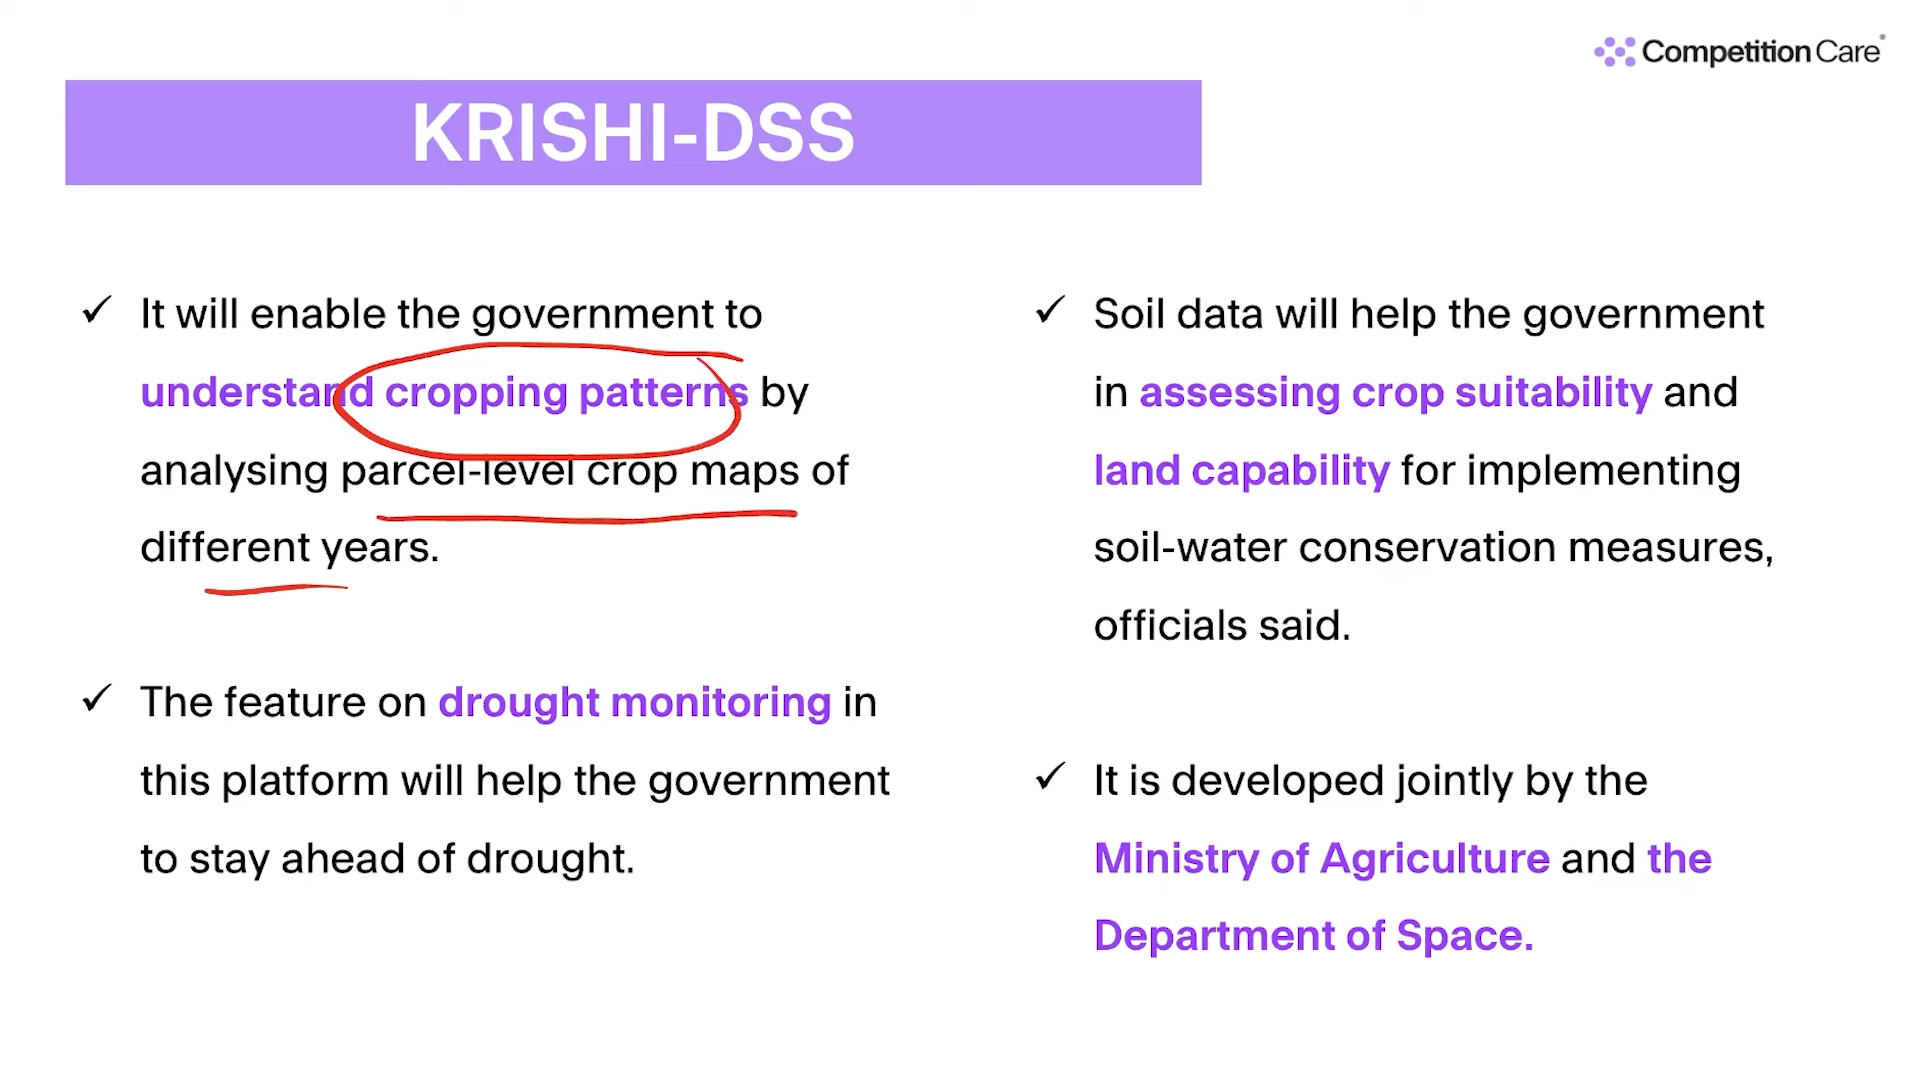 Competition Care
KRISHI-DSS
✓ It will enable the government to
understand cropping patterns by
analysing parcel-level crop maps of
different years.
✓ The feature on drought monitoring in
this platform will help the government
to stay ahead of drought.
✓ Soil data will help the government
in assessing crop suitability and
land capability for implementing
soil-water conservation measures,
officials said.
✓ It is developed jointly by the
Ministry of Agriculture and the
Department of Space.